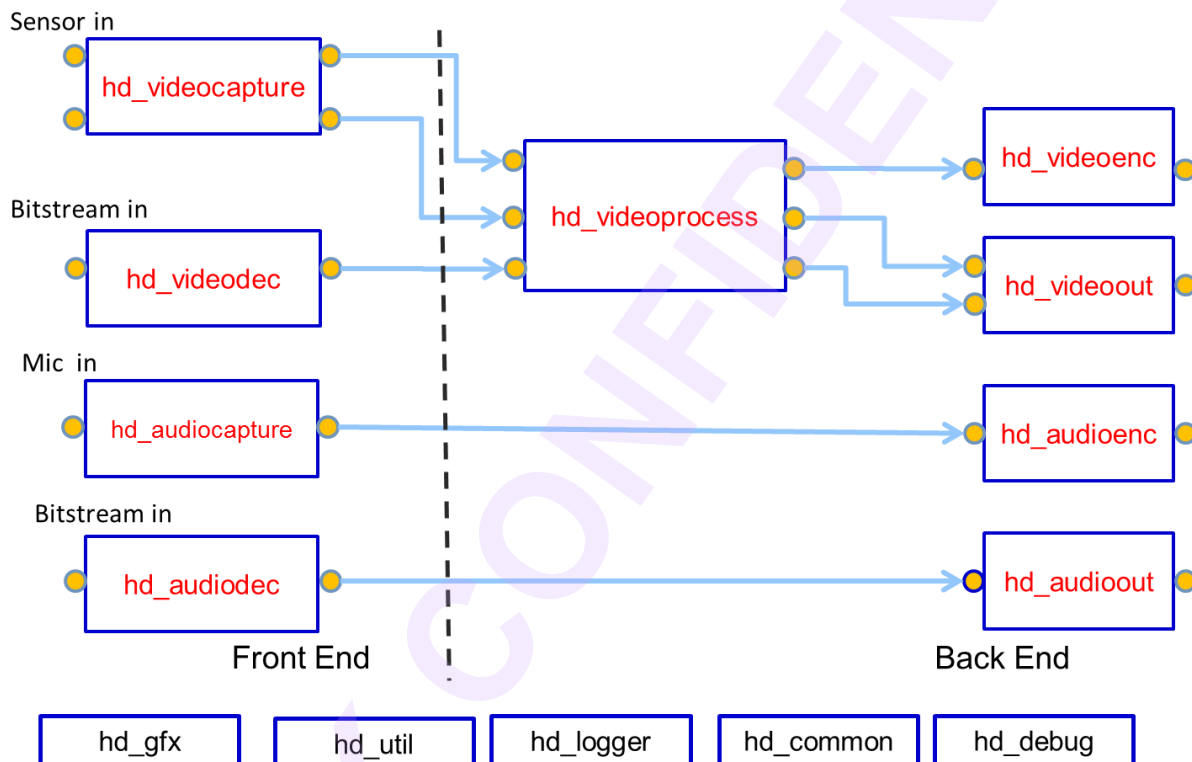 Sensor in
hd_videocapture
hd_videoenc
Bitstream in
hd_videoprocess
hd_videodec
hd_videoout
Mic in
hd_audiocapture
hd_audioenc
Bitstream in
hd_audiodec
hd_audioout
Front End
Back End
hd_gfx
hd_util
hd_logger
hd_common
hd_debug
CONFIDEN